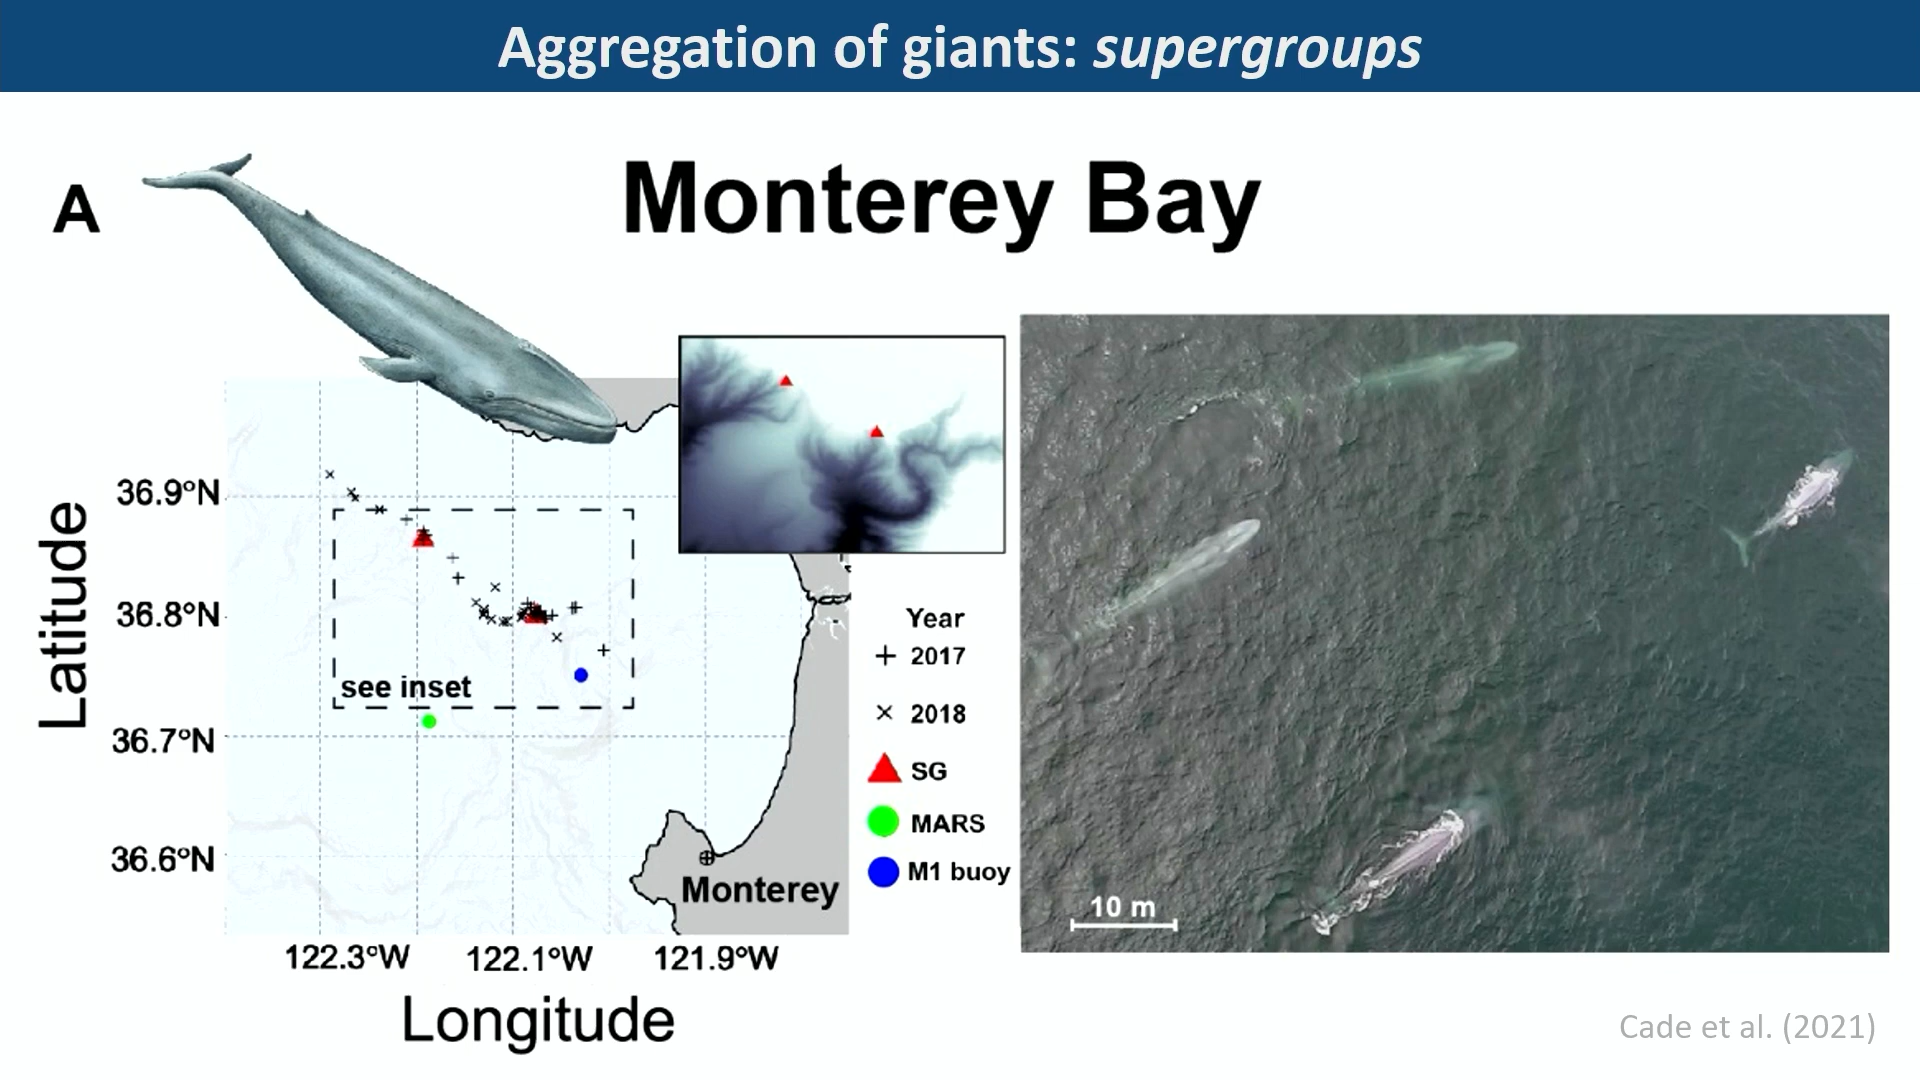 Aggregation of giants: supergroups
A
Monterey Bay
Latitude
36.9°N
36.8°N
36.7°N
36.6°N
see inset
Monterey
Year
2017
2018
SG
MARS
M1 buoy
10 m
122.3°W 122.1°W 121.9°W
Longitude
Cade et al. (2021)